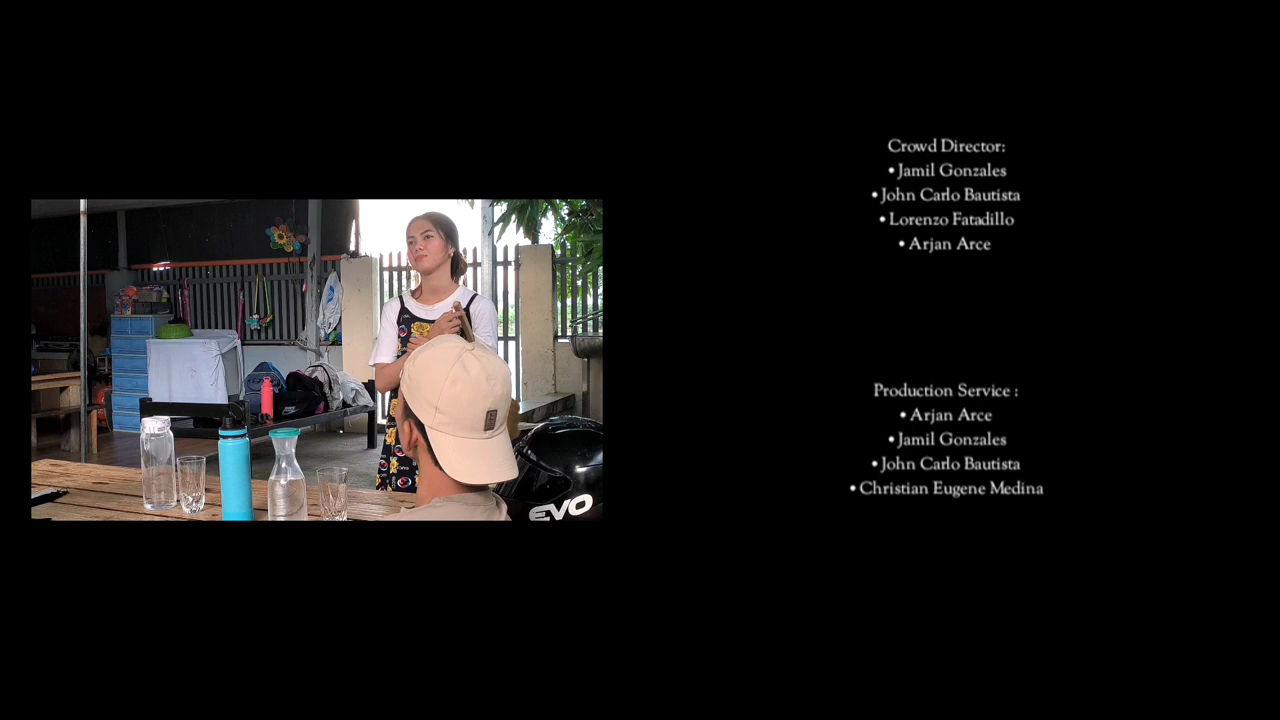 Crowd Director:
• Jamil Gonzales
• John Carlo Bautista
• Lorenzo Fatadillo
• Arjan Arce
Production Service :
• Arjan Arce
• Jamil Gonzales
• John Carlo Bautista
• Christian Eugene Medina
EVO